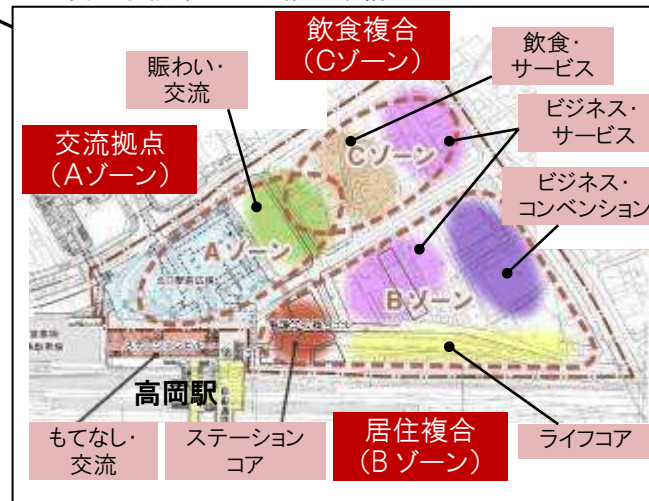 飲食複合
（Cゾーン）
飲食・
サービス
賑わい・
交流
ビジネス・
サービス
交流拠点
（Aゾーン）
Cゾーン
ビジネス・
コンベンション
Aゾーン
Bゾーン
高岡駅
もてなし・
交流
ステーション
コア
居住複合
（Bゾーン）
ライフコア